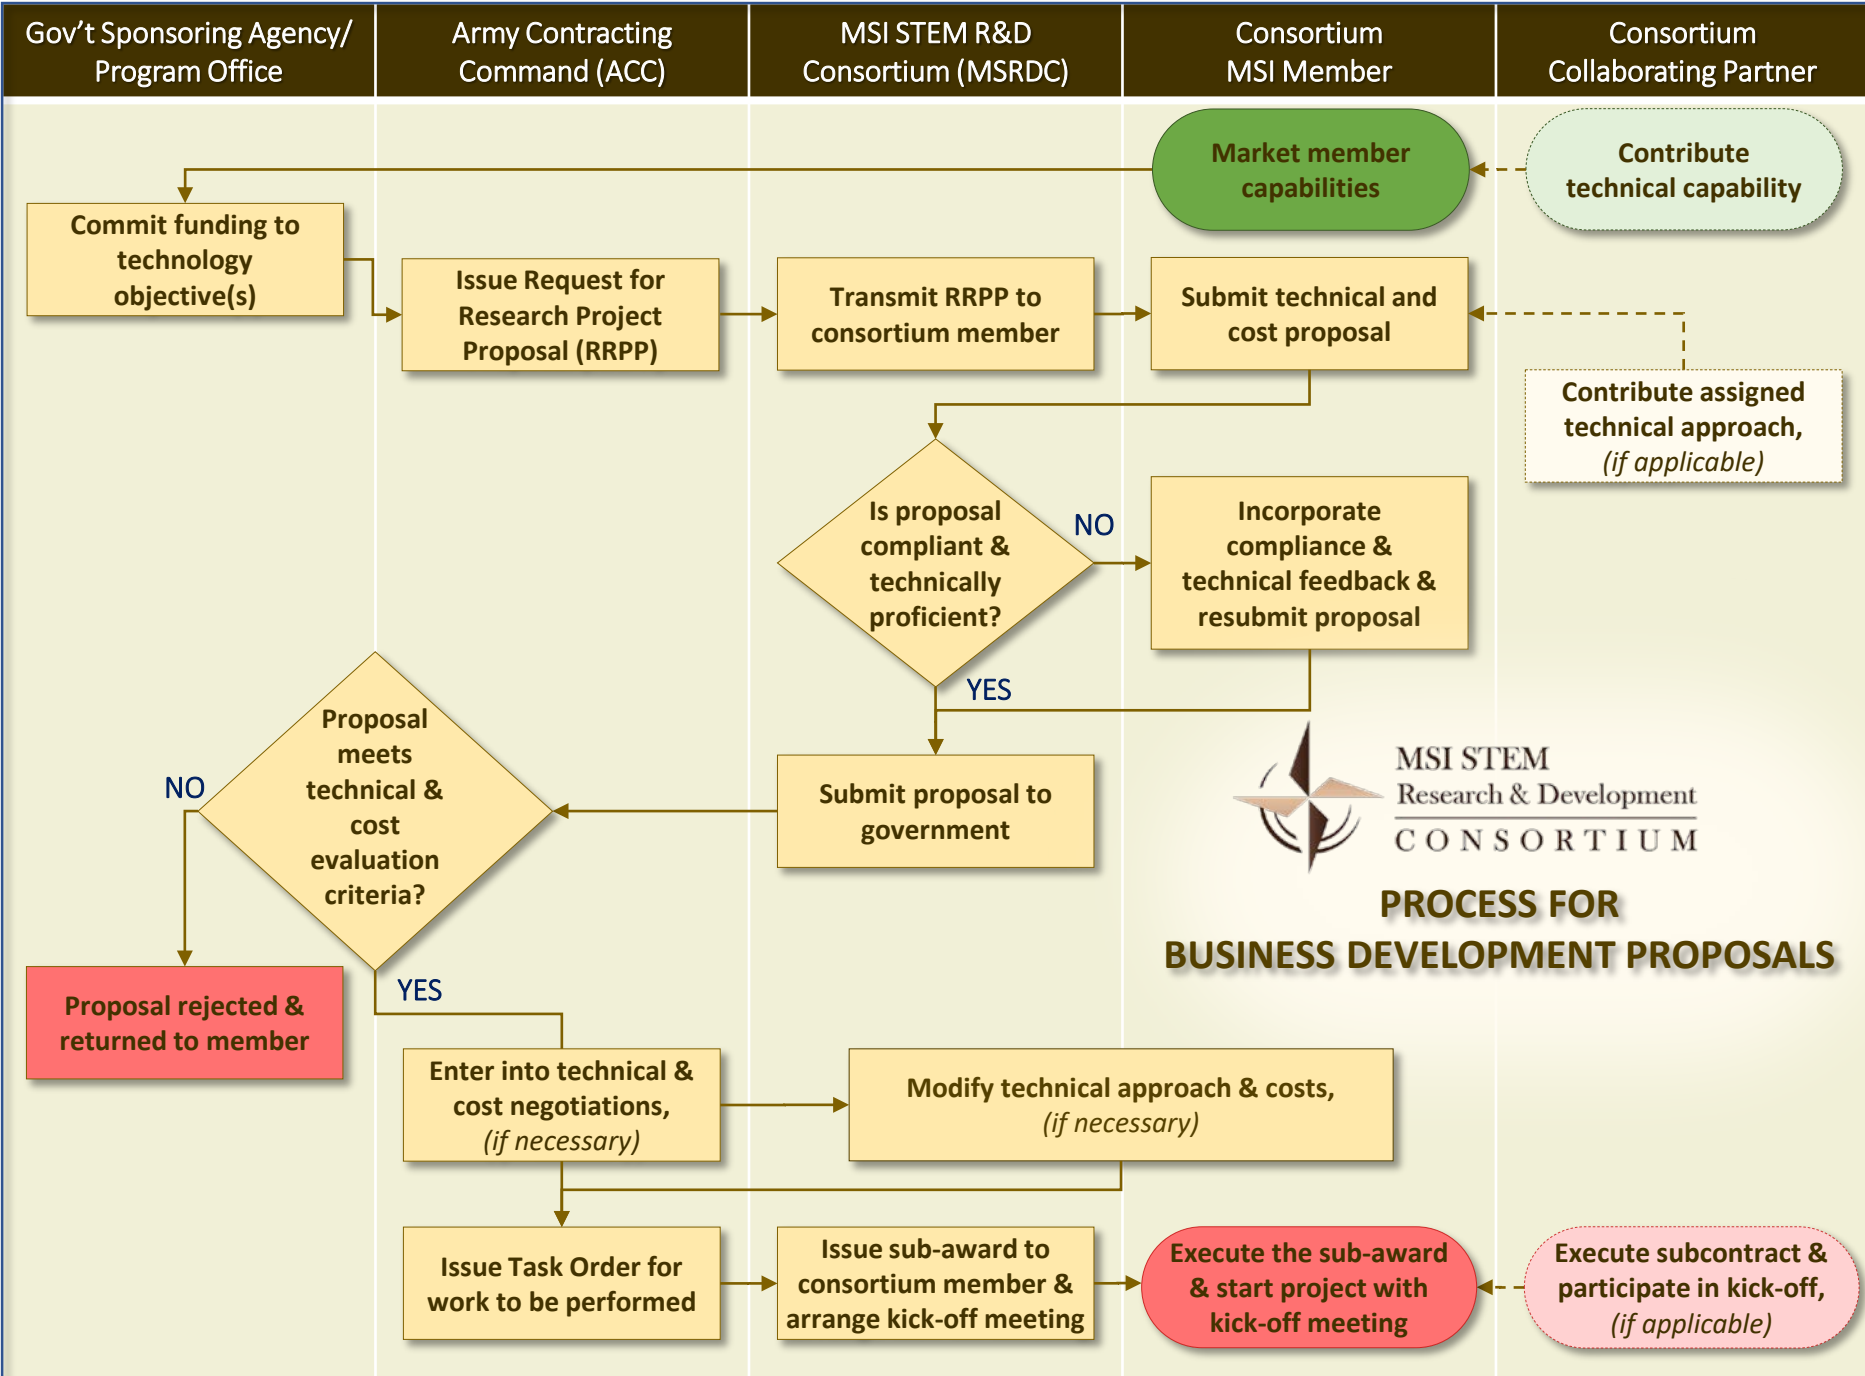 Gov't Sponsoring Agency/
Program Office
Army Contracting
Command (ACC)
MSI STEM R&D
Consortium (MSRDC)
Consortium
MSI Member
Consortium
Collaborating Partner
Market member
capabilities
Contribute
technical capability
Commit funding to
technology
objective(s)
Issue Request for
Research Project
Proposal (RRPP)
Transmit RRPP to
consortium member
Submit technical and
cost proposal
Contribute assigned
technical approach,
(if applicable)
Is proposal
compliant &
technically
proficient?
NO
Incorporate
compliance &
technical feedback &
resubmit proposal
YES
Proposal
meets
technical &
cost
evaluation
criteria?
NO
Submit proposal to
government
MSI STEM
Research & Development
CONSORTIUM
PROCESS FOR
BUSINESS DEVELOPMENT PROPOSALS
Proposal rejected &
returned to member
YES
Enter into technical &
cost negotiations,
(if necessary)
Modify technical approach & costs,
(if necessary)
Issue Task Order for
work to be performed
Issue sub-award to
consortium member &
arrange kick-off meeting
Execute the sub-award
& start project with
kick-off meeting
Execute subcontract &
participate in kick-off,
(if applicable)